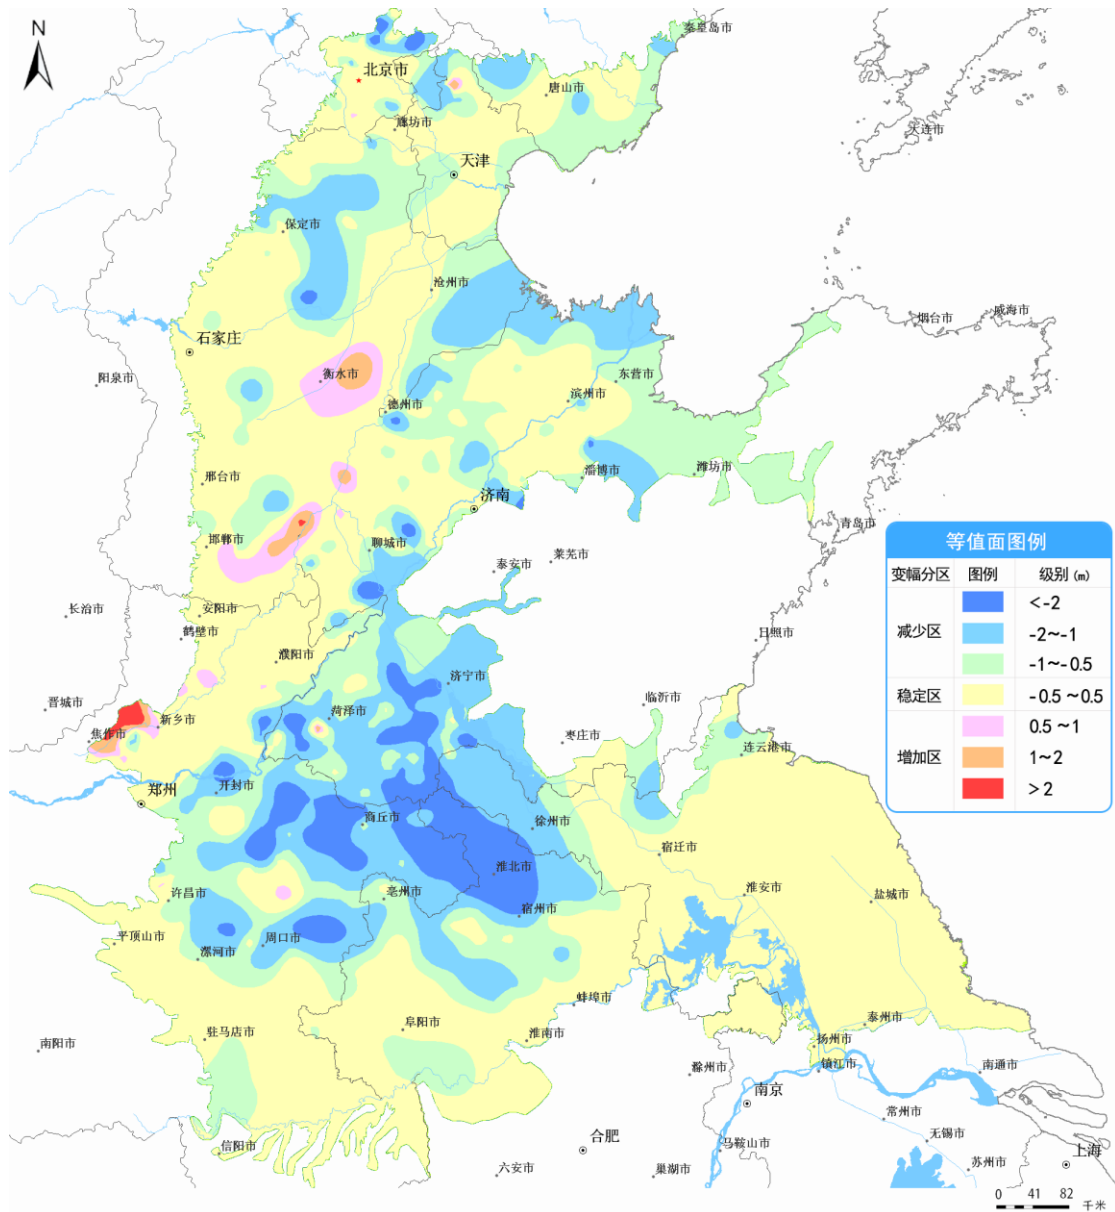 N
秦皇岛市
北京市
唐山市
廊坊市
大连市
天津
保定市
沧州市
烟台市
威海市
石家庄
阳泉市
衡水市
东营市
滨州市
德州市
邢台市
淄博市
潍坊市
济南
青岛市
邯郸市
聊城市
莱芜市
泰安市
长治市
安阳市
鹤壁市
日照市
濮阳市
济宁市
晋城市
临沂市
菏泽市
新乡市
焦作市
枣庄市
连云港市
开封市
郑州
商丘市
徐州市
宿迁市
淮北市
许昌市
亳州市
淮安市
盐城市
宿州市
平顶山市
周口市
漯河市
蚌埠市
驻马店市
阜阳市
淮南市
泰州市
南阳市
扬州市
滁州市
镇江市
南通市
南京
常州市
信阳市
合肥
马鞍山市
无锡市
上海
六安市
巢湖市
苏州市
等值面图例
变幅分区 图例 级别 (m)
减少区
<-2
-2~-1
-1~-0.5
稳定区 -0.5~0.5
增加区
0.5~1
1~2
>2
0 41 82
千米